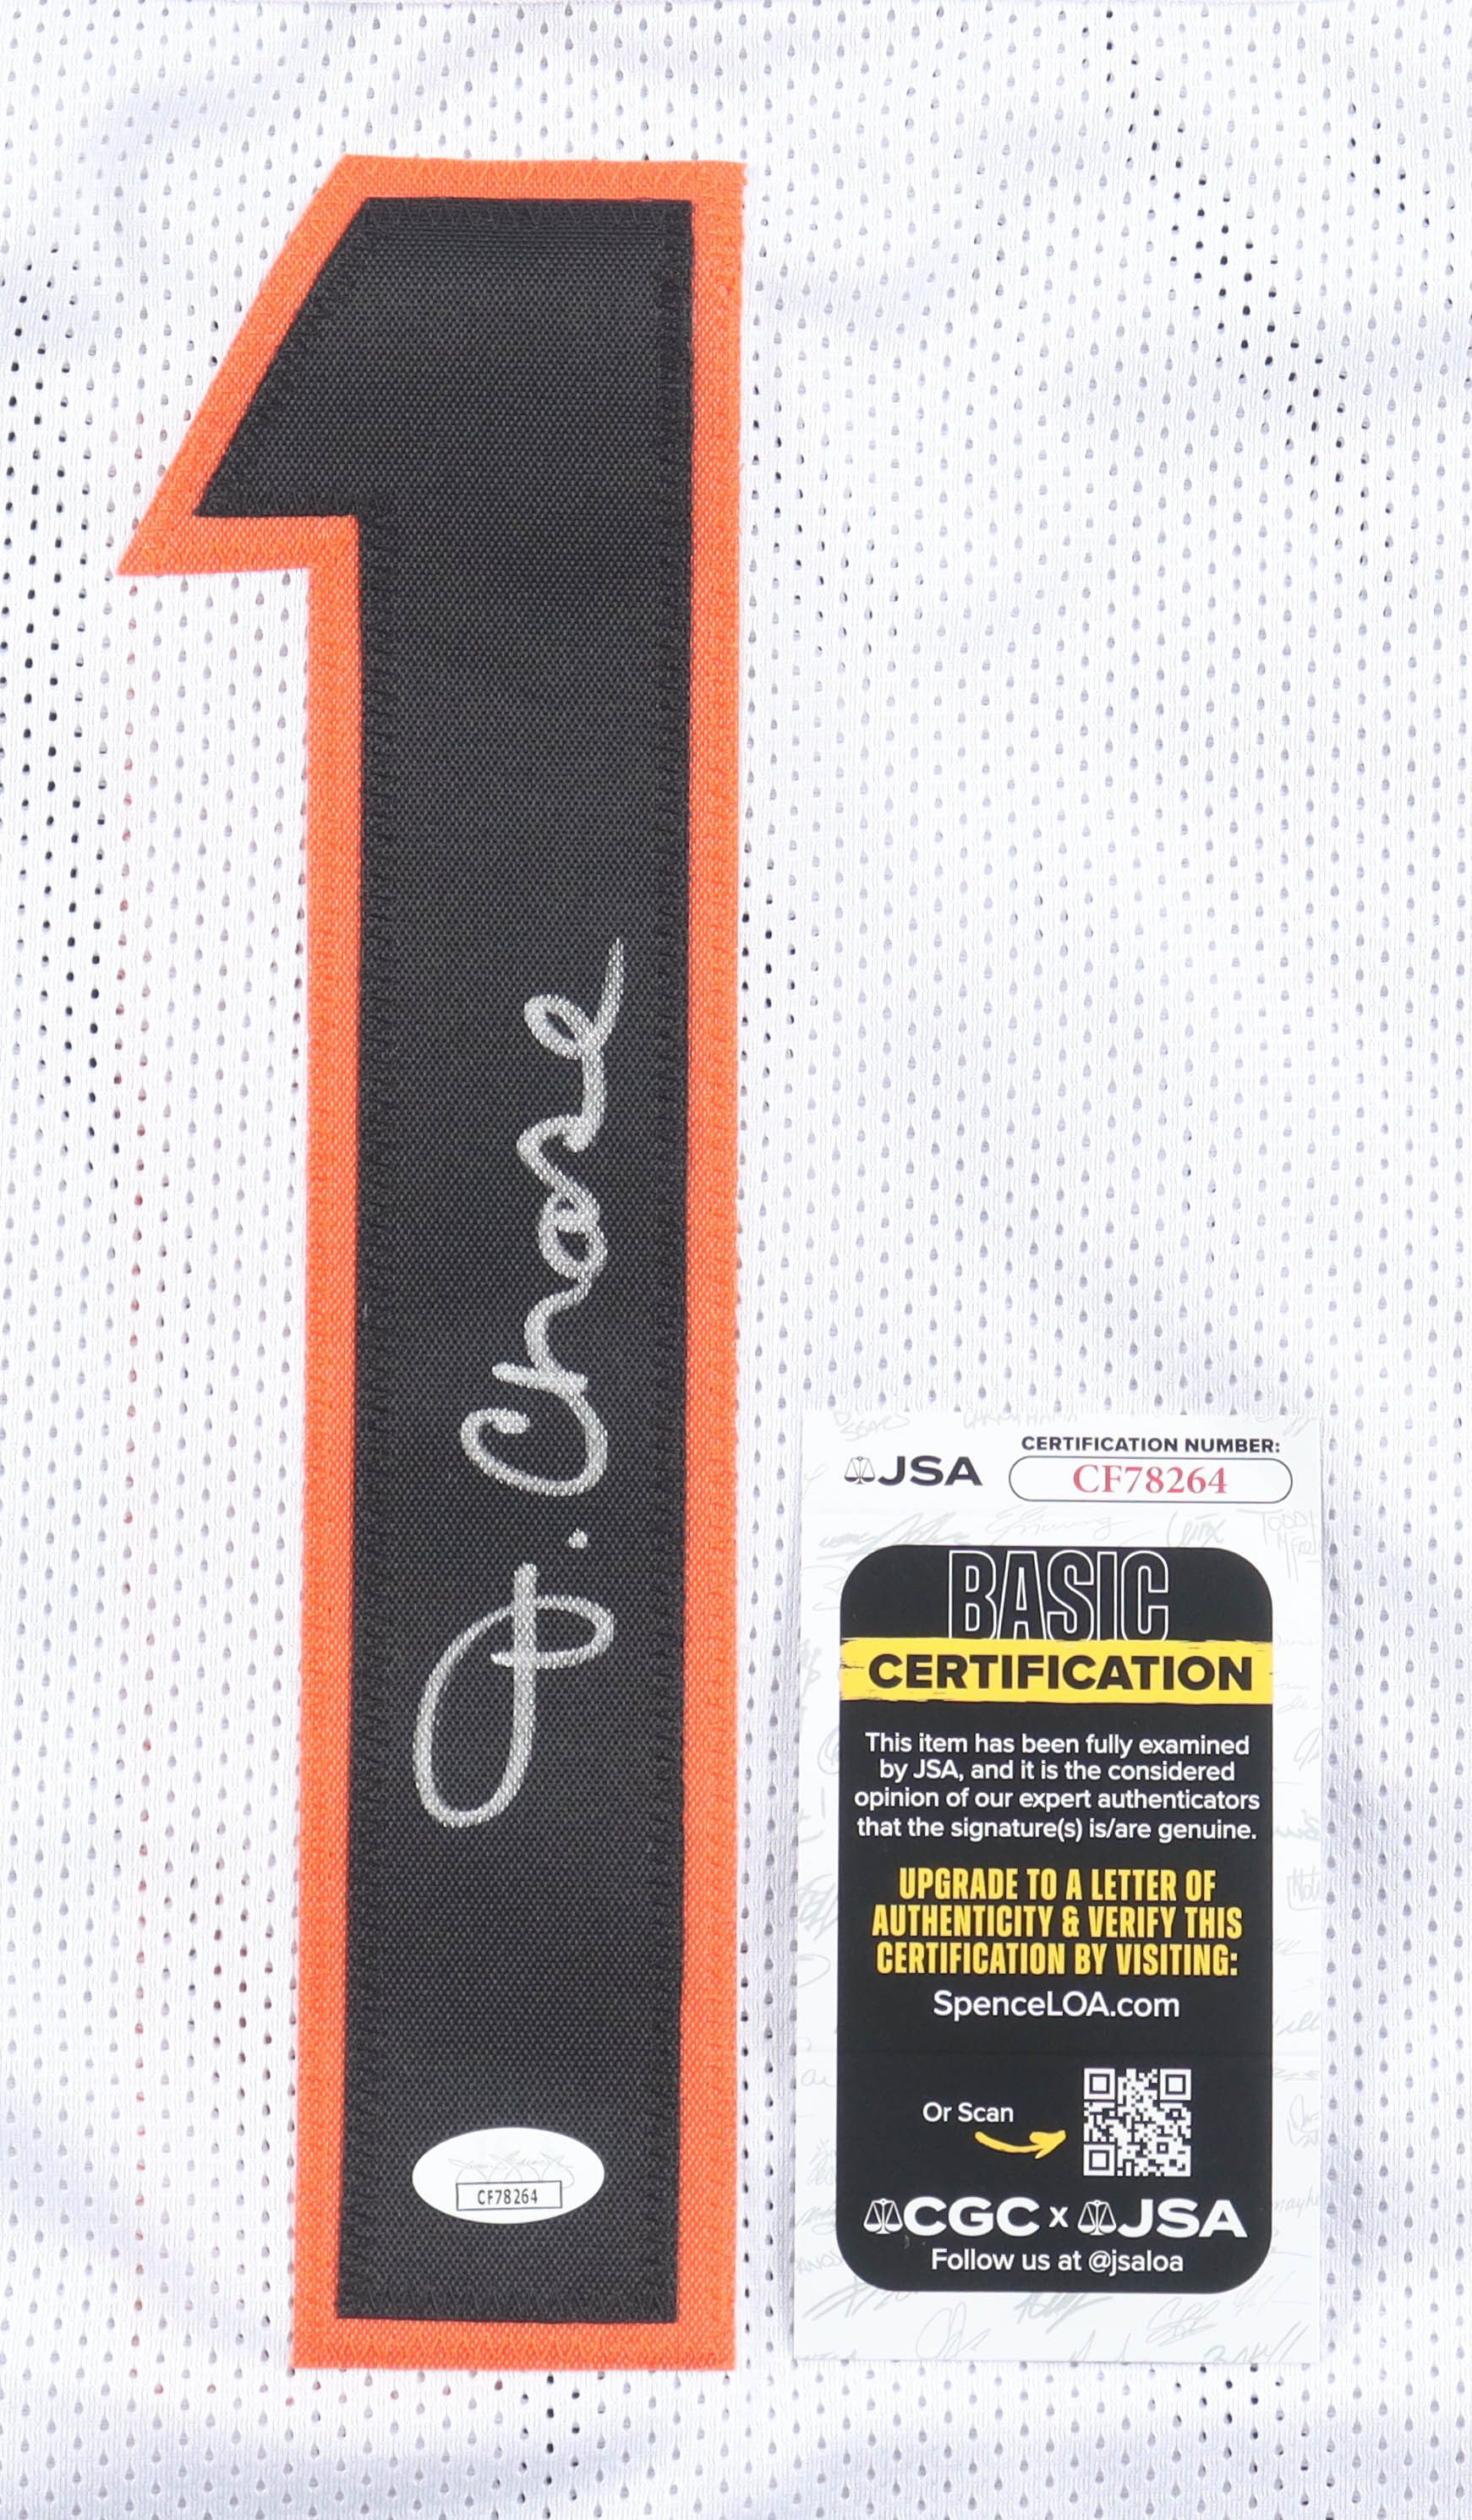 J. Chase
CF78264
JSA
CERTIFICATION NUMBER:
CF78264
BASIC
CERTIFICATION
This item has been fully examined
by JSA, and it is the considered
opinion of our expert authenticators
that the signature(s) is/are genuine.
UPGRADE TO A LETTER OF
AUTHENTICITY & VERIFY THIS
CERTIFICATION BY VISITING:
SpenceLOA.com
Or Scan
CGC x JSA
Follow us at @jsaloa
1